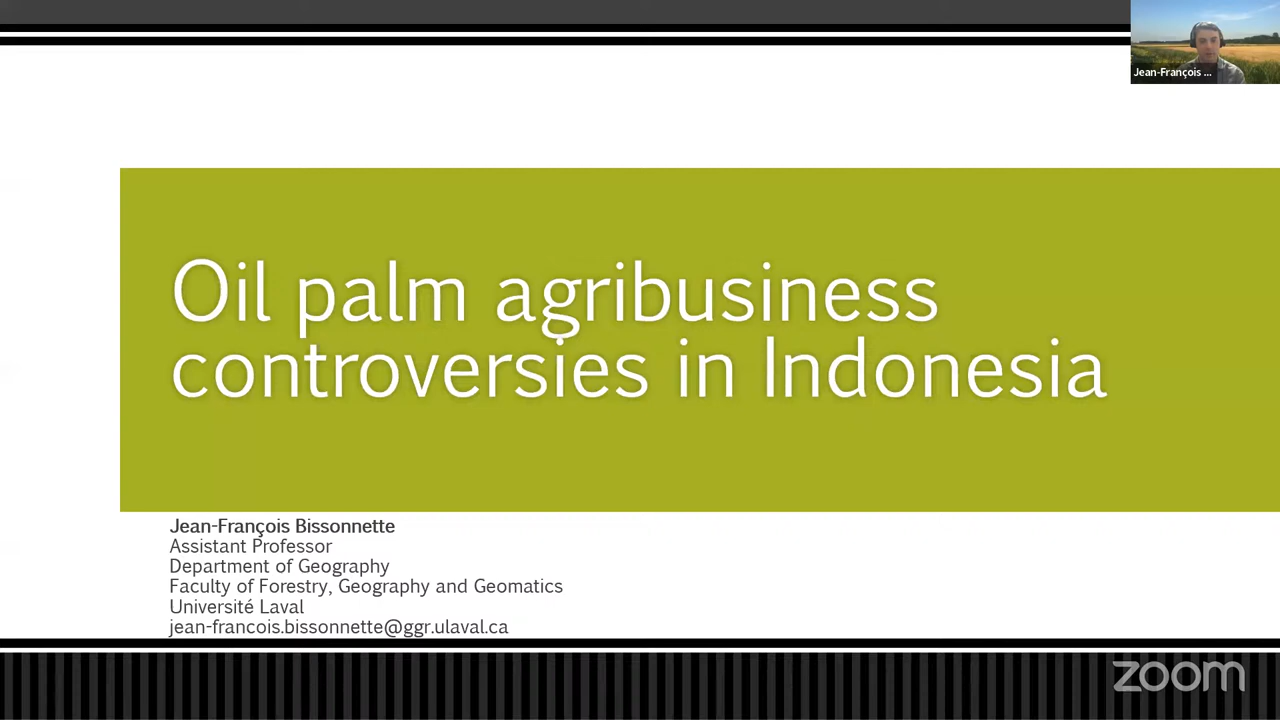 Jean-François ...
Oil palm agribusiness
controversies in Indonesia
Jean-François Bissonnette
Assistant Professor
Department of Geography
Faculty of Forestry, Geography and Geomatics
Université Laval
jean-francois.bissonnette@ggr.ulaval.ca
zoom